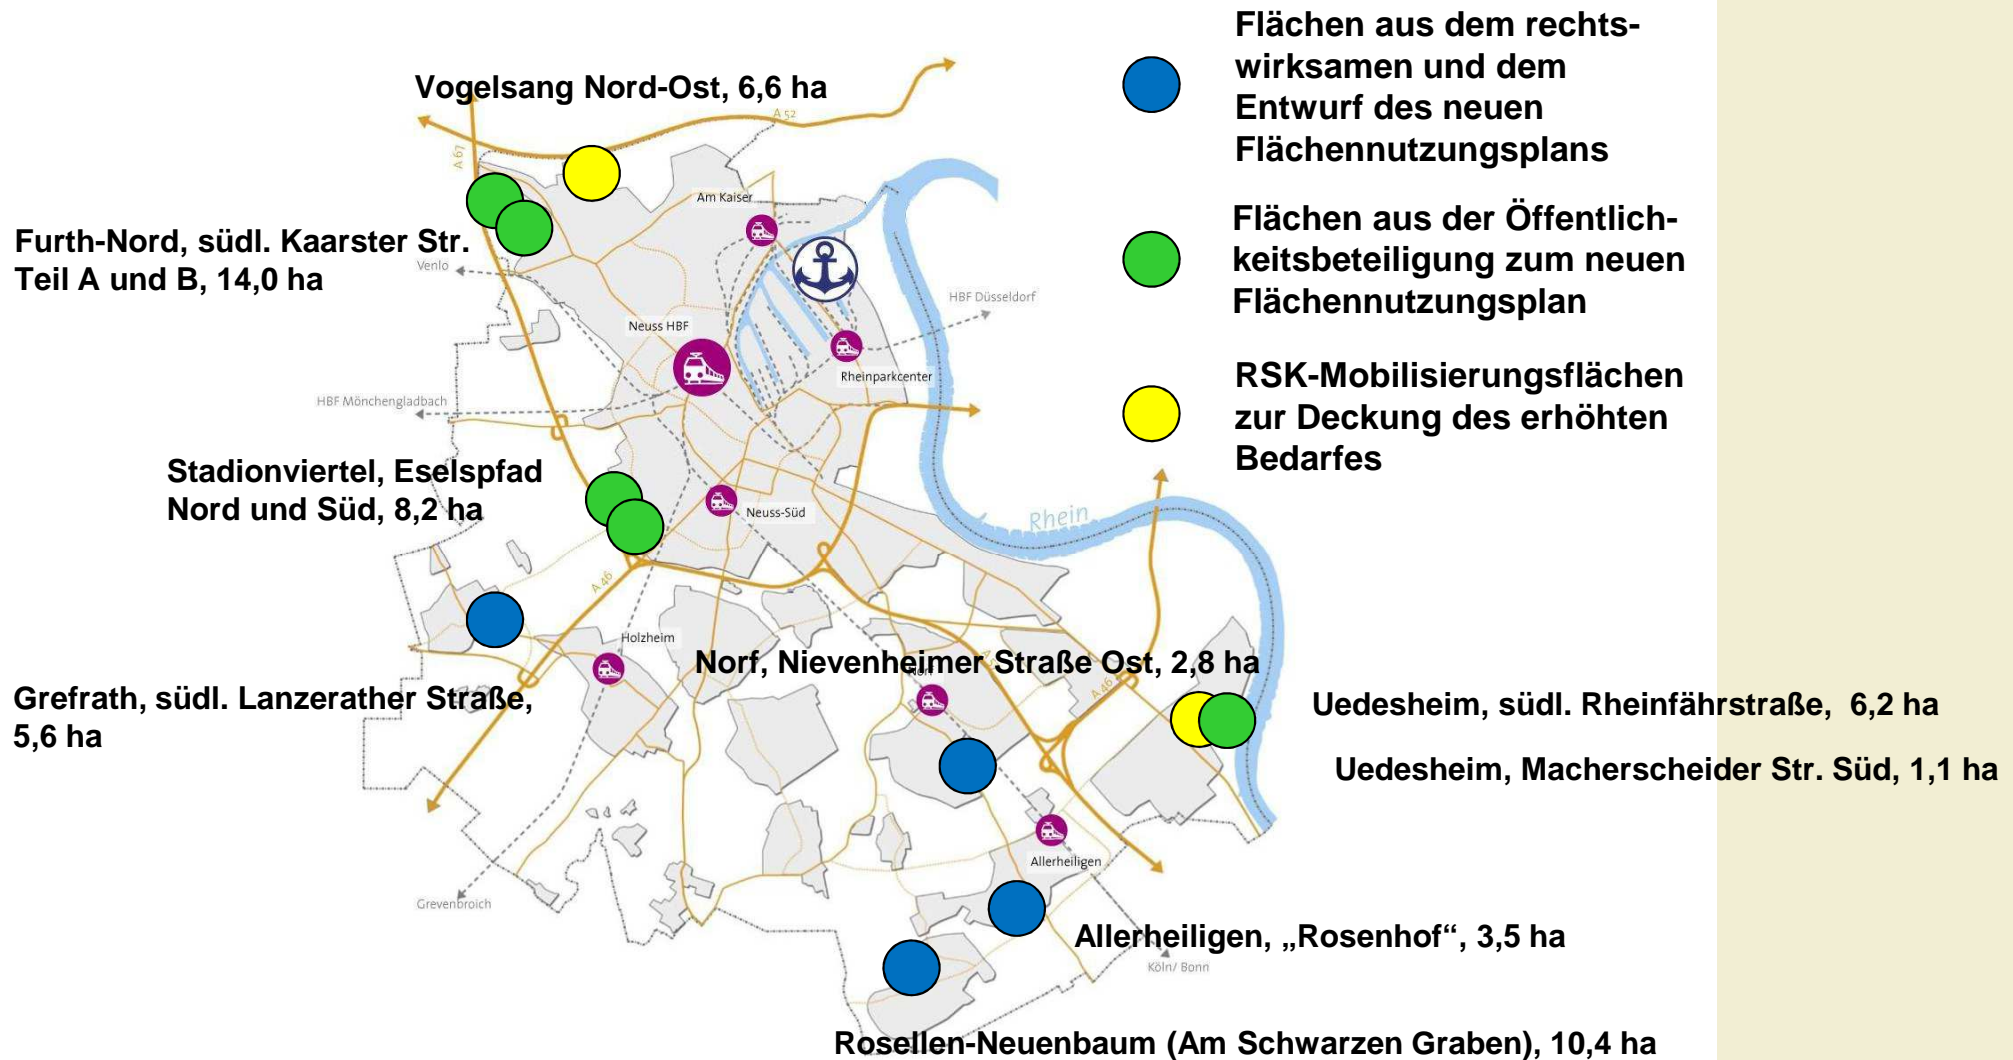 Flächen aus dem rechts-
wirksamen und dem
Entwurf des neuen
Flächennutzungsplans
Flächen aus der Öffentlich-
keitsbeteiligung zum neuen
Flächennutzungsplan
RSK-Mobilisierungsflächen
zur Deckung des erhöhten
Bedarfes
Vogelsang Nord-Ost, 6,6 ha
A 52
A 67
Am Kaiser
Furth-Nord, südl. Kaarster Str.
Teil A und B, 14,0 ha
Venlo
HBF Düsseldorf
Neuss HBF
Rheinparkcenter
HBF Mönchengladbach
Stadionviertel, Eselspfad
Nord und Süd, 8,2 ha
Neuss-Süd
Rhein
A 46
Holzheim
Norf, Nievenheimer Straße Ost, 2,8 ha
Norf
A 46
Grefrath, südl. Lanzerather Straße,
5,6 ha
Uedesheim, südl. Rheinfährstraße, 6,2 ha
Uedesheim, Macherscheider Str. Süd, 1,1 ha
Allerheiligen
Grevenbroich
Allerheiligen, „Rosenhof“, 3,5 ha
Köln/ Bonn
Rosellen-Neuenbaum (Am Schwarzen Graben), 10,4 ha